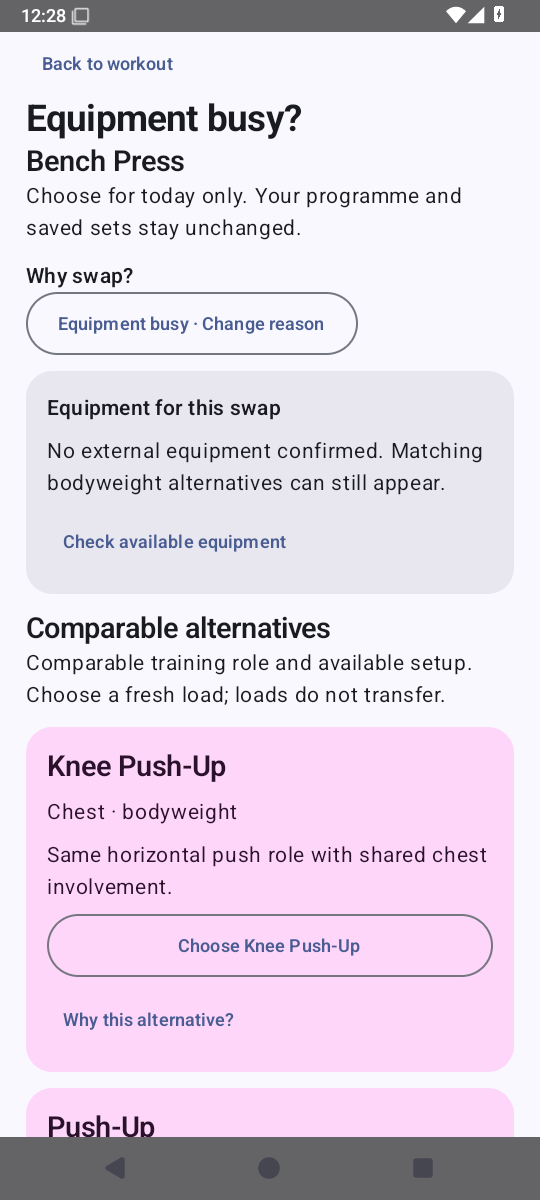 12:28
Back to workout
Equipment busy?
Bench Press
Choose for today only. Your programme and
saved sets stay unchanged.
Why swap?
Equipment busy · Change reason
Equipment for this swap
No external equipment confirmed. Matching
bodyweight alternatives can still appear.
Check available equipment
Comparable alternatives
Comparable training role and available setup.
Choose a fresh load; loads do not transfer.
Knee Push-Up
Chest · bodyweight
Same horizontal push role with shared chest
involvement.
Choose Knee Push-Up
Why this alternative?
Push-Up